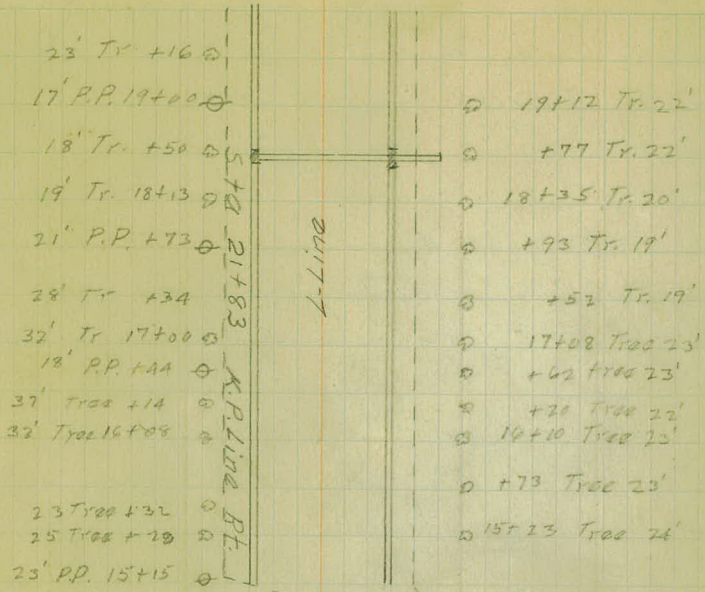 23' Tr +16
17' P.P. 19+00
18' Tr. +50
19' Tr. 18+13
21' P.P. +73
28' Tr +34
32' Tr 17+00
18' P.P. +44
Tree +14
32' Tree 16+08
23 Tree +32
25 Tree +28
23' P.P. 15+15
Sta 21+83 K.P. Line Bt.
19+12 Tr. 22'
+77 Tr. 22'
18+35 Tr. 20'
+93 Tr. 19'
+52 Tr. 19'
17+08 Tree 23'
+62 tree 23'
+20 Tree 22'
16+10 Tree 23'
+73 Tree 23'
15+23 Tree